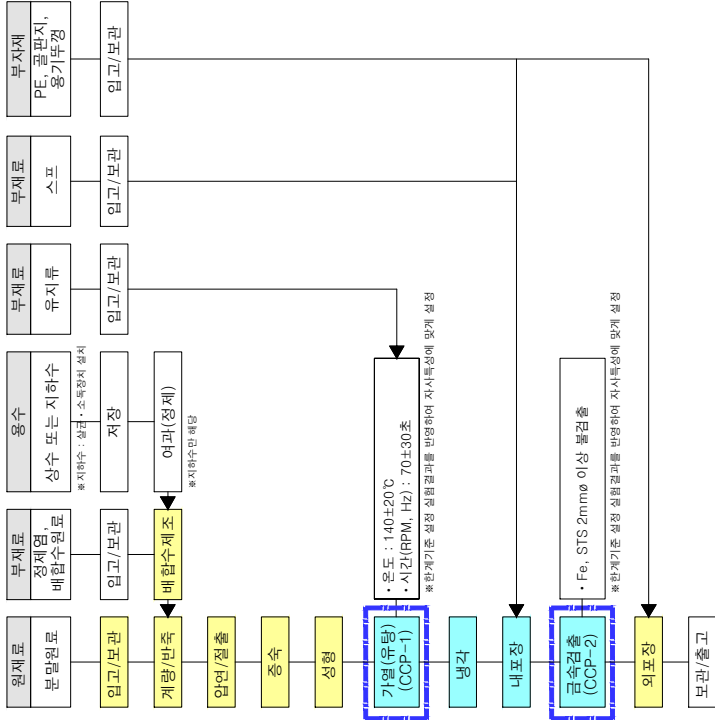 원재료
분말원료
입고/보관
계량/반죽
압연/절출
증숙
성형
가열(유탕)
(CCP-1)
냉각
내포장
금속검출
(CCP-2)
외포장
보관/출고
부재료
정제염,
배합수원료
입고/보관
배합수제조
용수
상수 또는 지하수
※지하수 : 살균・소독장치 설치
저장
여과(정제)
※지하수만 해당
부재료
유지류
입고/보관
부재료
스프
입고/보관
부자재
PE, 골판지,
용기뚜껑
입고/보관
・온도 : 140±20℃
・시간(RPM, Hz) : 70±30초
※한계기준 설정 실험결과를 반영하여 자사특성에 맞게 설정
・Fe, STS 2mmø 이상 불검출
※한계기준 설정 실험결과를 반영하여 자사특성에 맞게 설정